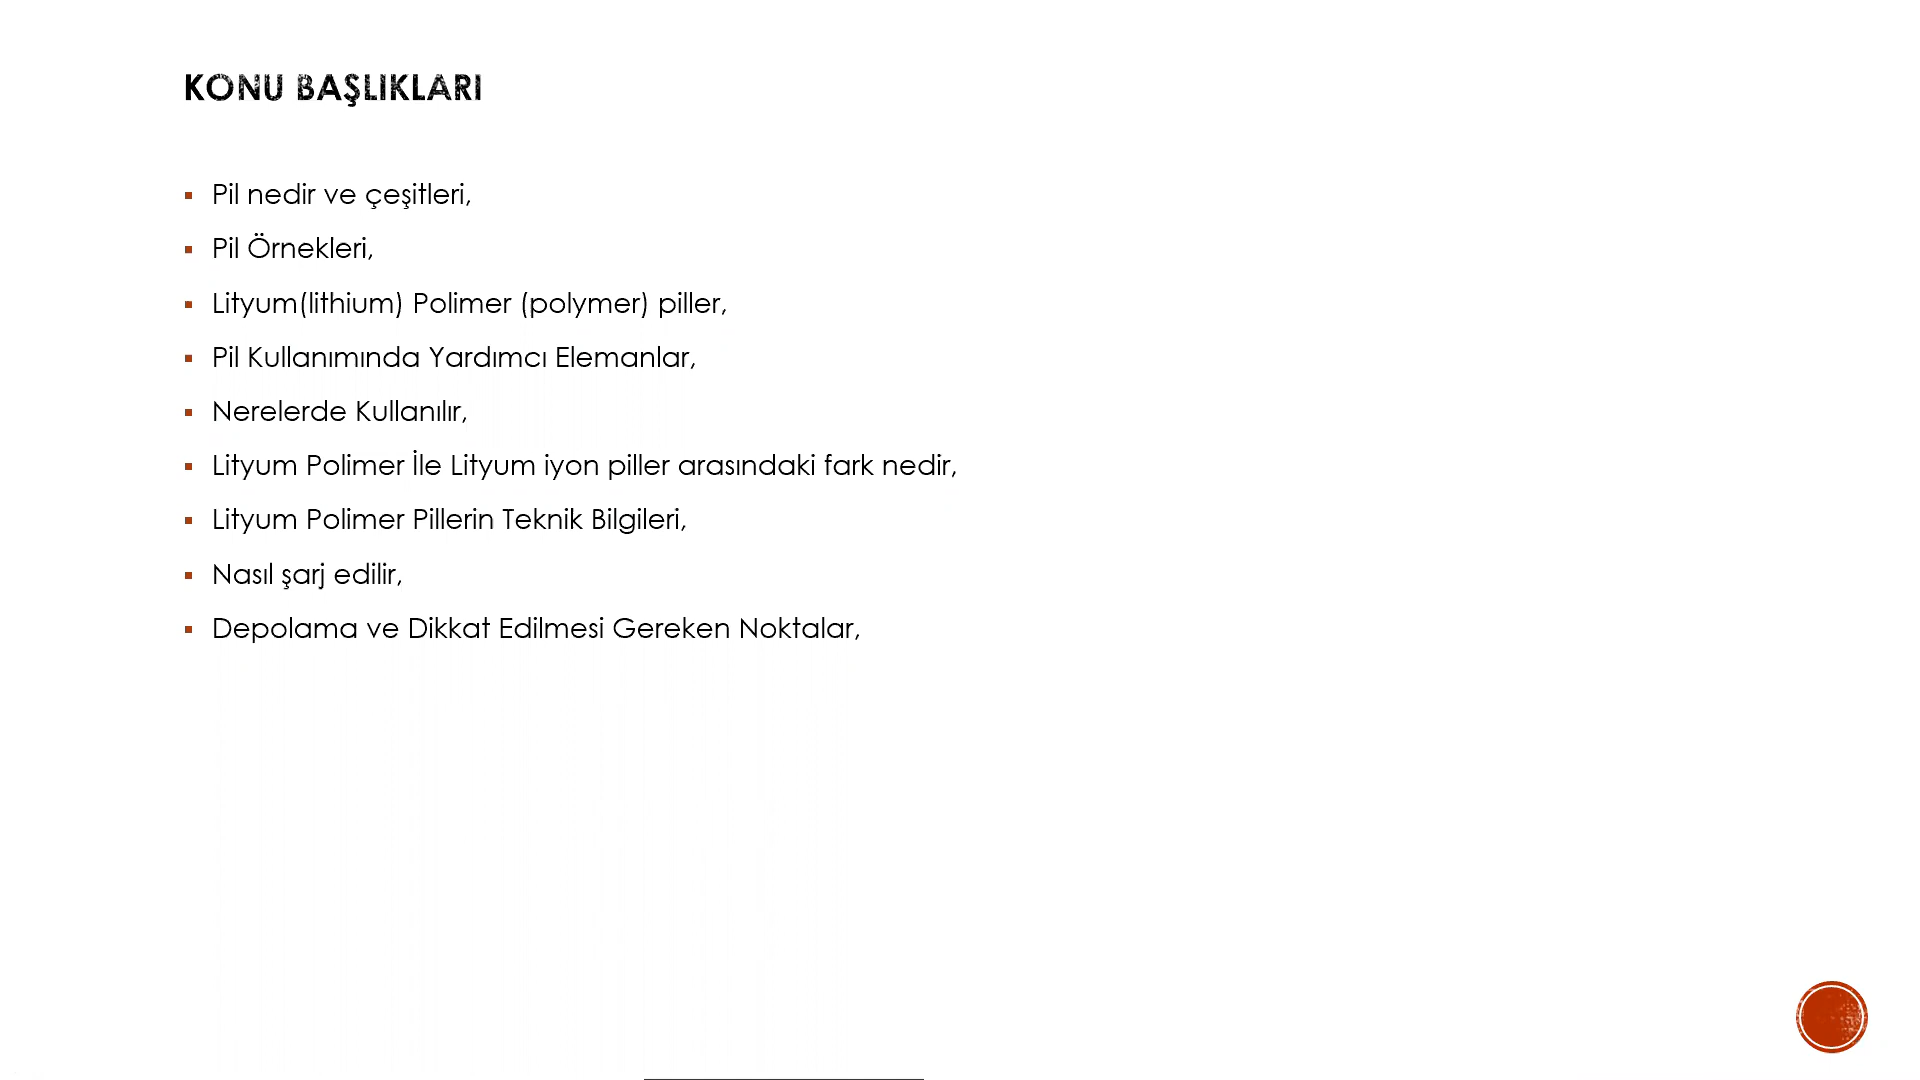 KONU BAŞLIKLARI
Pil nedir ve çeşitleri,
Pil Örnekleri,
Lityum(lithium) Polimer (polymer) piller,
Pil Kullanımında Yardımcı Elemanlar,
Nerelerde Kullanılır,
Lityum Polimer İle Lityum iyon piller arasındaki fark nedir,
Lityum Polimer Pillerin Teknik Bilgileri,
Nasıl şarj edilir,
Depolama ve Dikkat Edilmesi Gereken Noktalar,